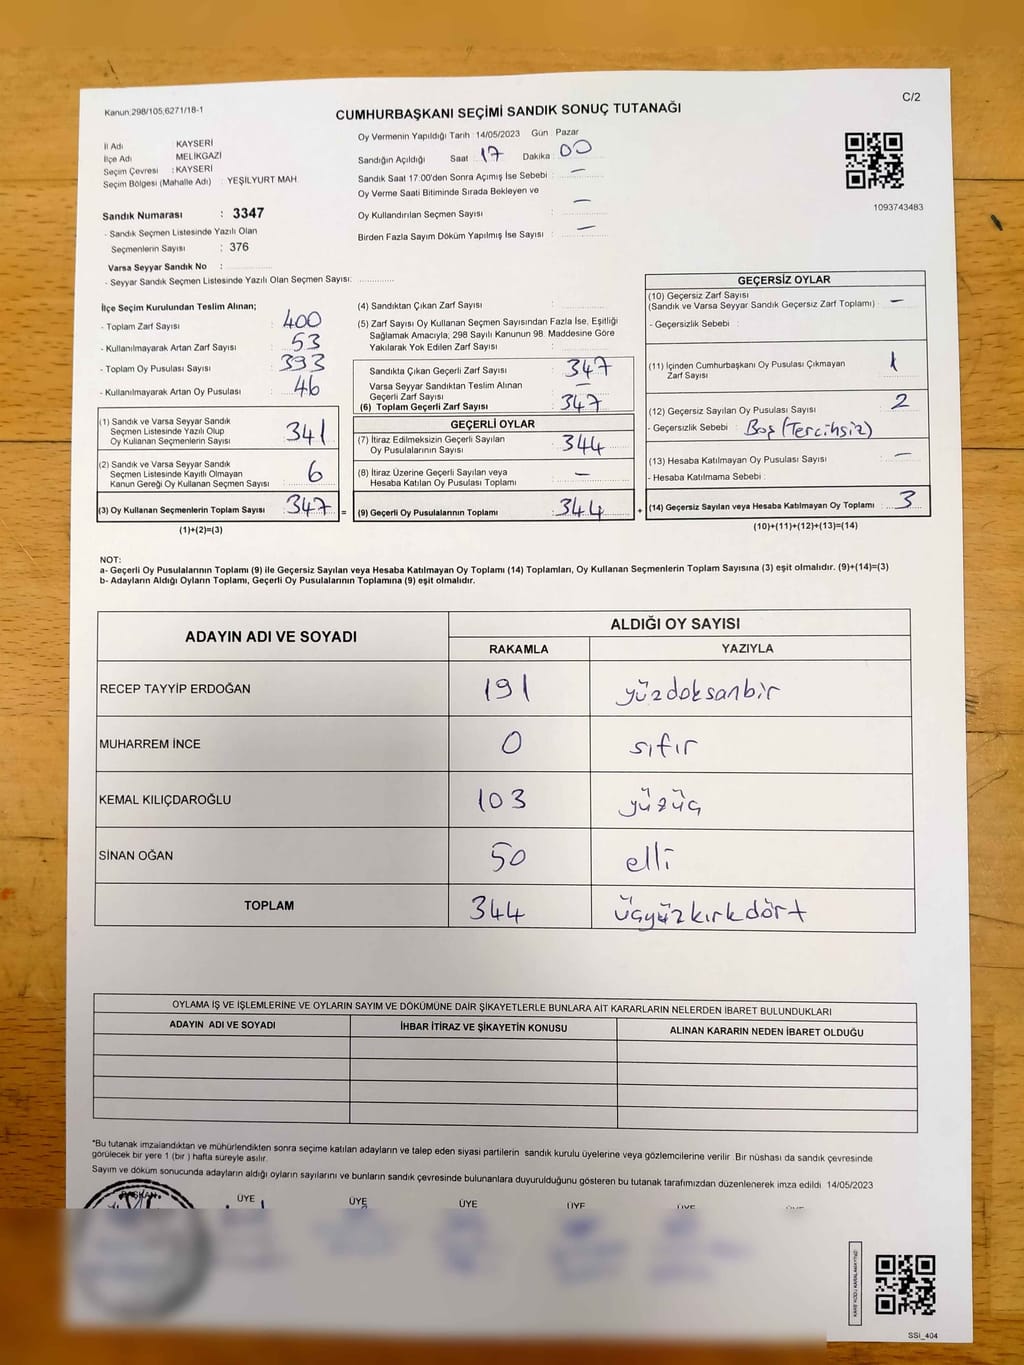 Kanun.298/105,6271/18-1
CUMHURBAŞKANI SEÇİMİ SANDIK SONUÇ TUTANAĞI
C/2
İl Adı KAYSERİ
İlçe Adı MELİKGAZİ
Seçim Çevresi : KAYSERİ
Seçim Bölgesi (Mahalle Adı) : YEŞİLYURT MAH.
Sandık Numarası : 3347
- Sandık Seçmen Listesinde Yazılı Olan
Seçmenlerin Sayısı : 376
Varsa Seyyar Sandık No :
- Seyyar Sandık Seçmen Listesinde Yazılı Olan Seçmen Sayısı:
Oy Vermenin Yapıldığı Tarih : 14/05/2023 Gün Pazar
Sandığın Açıldığı Saat 17 Dakika : 00
Sandık Saat 17:00'den Sonra Açımış İse Sebebi : —
Oy Verme Saati Bitiminde Sırada Bekleyen ve
Oy Kullandırılan Seçmen Sayısı : —
Birden Fazla Sayım Döküm Yapılmış İse Sayısı : —
1093743483
İlçe Seçim Kurulundan Teslim Alınan;
- Toplam Zarf Sayısı : 400
- Kullanılmayarak Artan Zarf Sayısı : 53
- Toplam Oy Pusulası Sayısı : 393
- Kullanılmayarak Artan Oy Pusulası : 46
(1) Sandık ve Varsa Seyyar Sandık
Seçmen Listesinde Yazılı Olup
Oy Kullanan Seçmenlerin Sayısı : 341
(2) Sandık ve Varsa Seyyar Sandık
Seçmen Listesinde Kayıtlı Olmayan
Kanun Gereği Oy Kullanan Seçmen Sayısı : 6
(3) Oy Kullanan Seçmenlerin Toplam Sayısı : 347 =
(1)+(2)=(3)
(4) Sandıktan Çıkan Zarf Sayısı :
(5) Zarf Sayısı Oy Kullanan Seçmen Sayısından Fazla İse, Eşitliği
Sağlamak Amacıyla, 298 Sayılı Kanunun 98. Maddesine Göre
Yakılarak Yok Edilen Zarf Sayısı :
Sandıkta Çıkan Geçerli Zarf Sayısı : 347
Varsa Seyyar Sandıktan Teslim Alınan
Geçerli Zarf Sayısı : —
(6) Toplam Geçerli Zarf Sayısı : 347
GEÇERLİ OYLAR
(7) İtiraz Edilmeksizin Geçerli Sayılan
Oy Pusulalarının Sayısı : 344
(8) İtiraz Üzerine Geçerli Sayılan veya
Hesaba Katılan Oy Pusulası Toplamı : —
(9) Geçerli Oy Pusulalarının Toplamı : 344 +
GEÇERSİZ OYLAR
(10) Geçersiz Zarf Sayısı
(Sandık ve Varsa Seyyar Sandık Geçersiz Zarf Toplamı) : —
- Geçersizlik Sebebi :
(11) İçinden Cumhurbaşkanı Oy Pusulası Çıkmayan
Zarf Sayısı : 1
(12) Geçersiz Sayılan Oy Pusulası Sayısı : 2
- Geçersizlik Sebebi : Boş (Tercihsiz)
(13) Hesaba Katılmayan Oy Pusulası Sayısı : —
- Hesaba Katılmama Sebebi :
(14) Geçersiz Sayılan veya Hesaba Katılmayan Oy Toplamı : 3
(10)+(11)+(12)+(13)=(14)
NOT:
a- Geçerli Oy Pusulalarının Toplamı (9) ile Geçersiz Sayılan veya Hesaba Katılmayan Oy Toplamı (14) Toplamları, Oy Kullanan Seçmenlerin Toplam Sayısına (3) eşit olmalıdır. (9)+(14)=(3)
b- Adayların Aldığı Oyların Toplamı, Geçerli Oy Pusulalarının Toplamına (9) eşit olmalıdır.
ADAYIN ADI VE SOYADI ALDIĞI OY SAYISI
RAKAMLA YAZIYLA
RECEP TAYYİP ERDOĞAN 191 yüzdoksanbir
MUHARREM İNCE 0 sıfır
KEMAL KILIÇDAROĞLU 103 yüzüç
SİNAN OĞAN 50 elli
TOPLAM 344 üçyüzkırkdört
OYLAMA İŞ VE İŞLEMLERİNE VE OYLARIN SAYIM VE DÖKÜMÜNE DAİR ŞİKAYETLERLE BUNLARA AİT KARARLARIN NELERDEN İBARET BULUNDUKLARI
ADAYIN ADI VE SOYADI İHBAR İTİRAZ VE ŞİKAYETİN KONUSU ALINAN KARARIN NEDEN İBARET OLDUĞU
*Bu tutanak imzalandıktan ve mühürlendikten sonra seçime katılan adayların ve talep eden siyasi partilerin sandık kurulu üyelerine veya gözlemcilerine verilir. Bir nüshası da sandık çevresinde
görülecek bir yere 1 (bir) hafta süreyle asılır.
Sayım ve döküm sonucunda adayların aldığı oyların sayılarını ve bunların sandık çevresinde bulunanlara duyurulduğunu gösteren bu tutanak tarafımızdan düzenlenerek imza edildi. 14/05/2023
BAŞKAN ÜYE ÜYE ÜYE ÜYE ÜYE
SSI_404